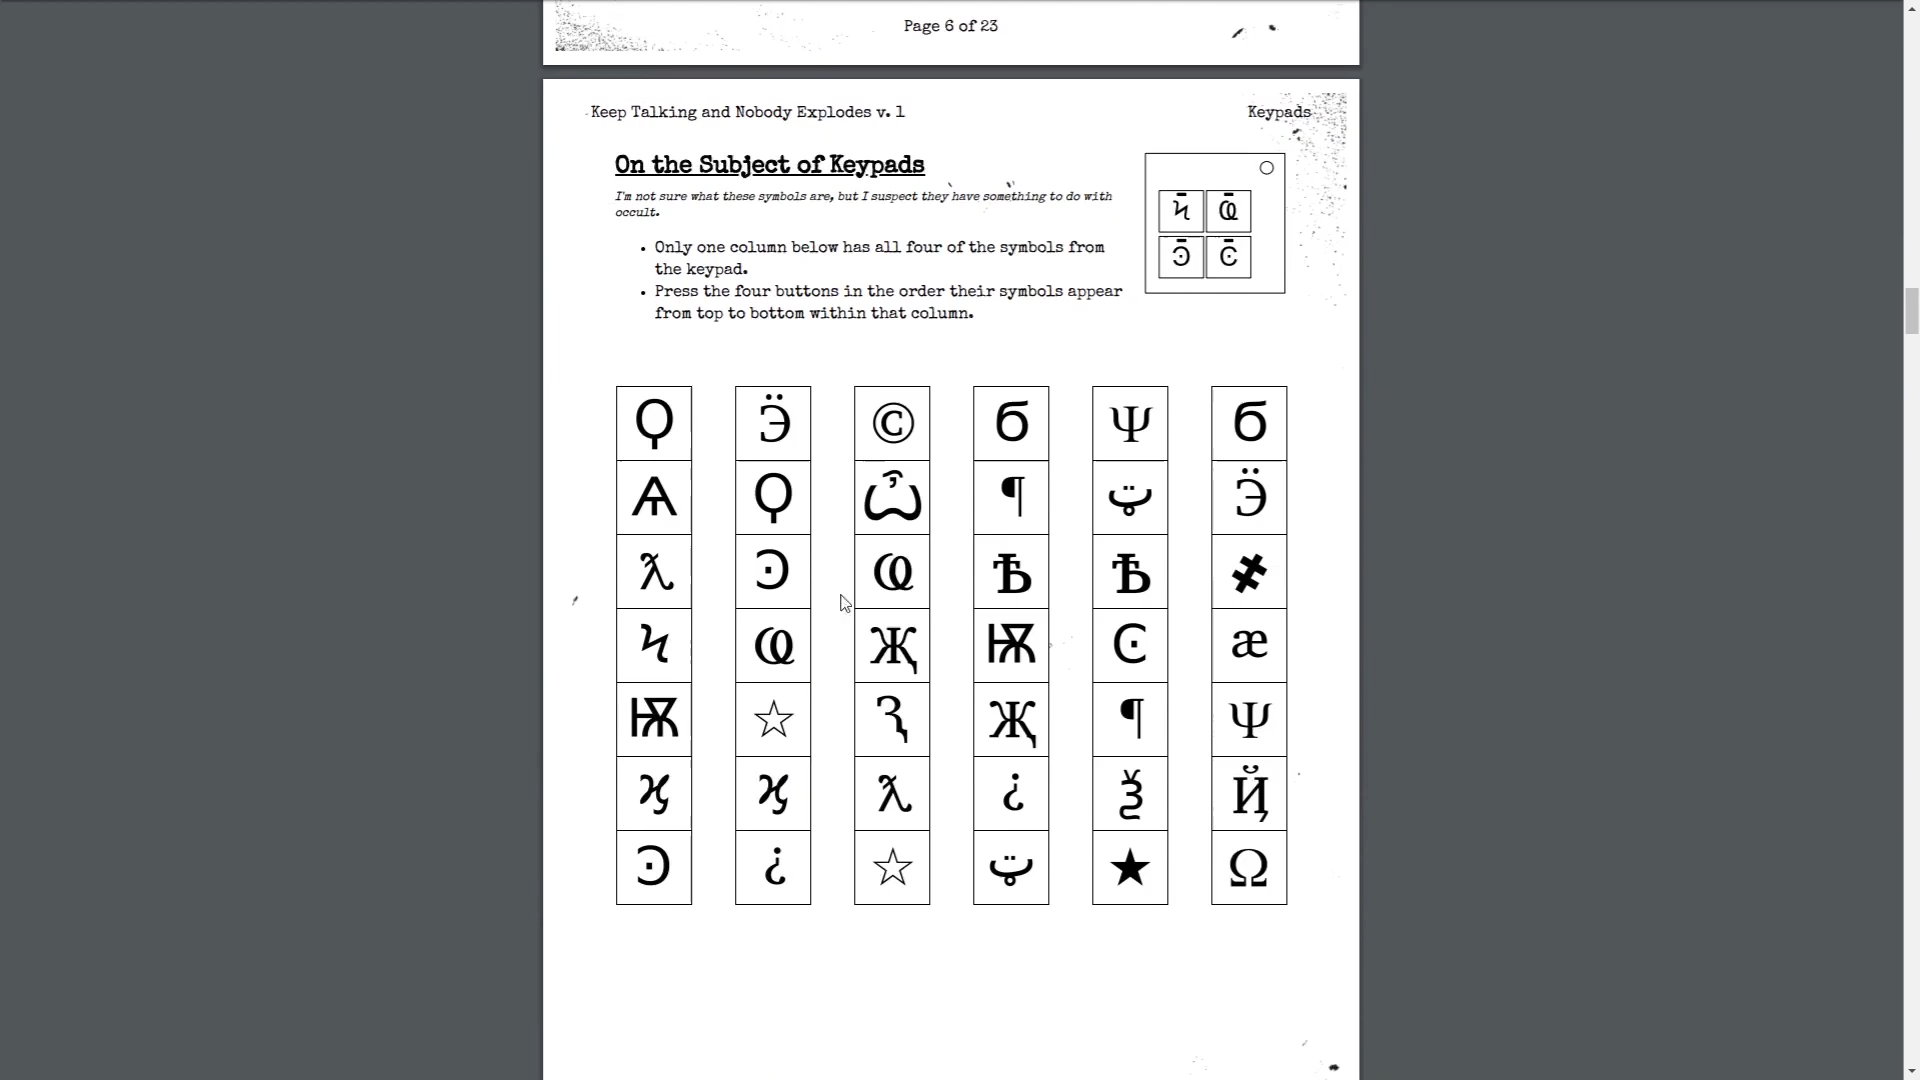 Page 6 of 23
Keep Talking and Nobody Explodes v. 1
Keypads
On the Subject of Keypads
I'm not sure what these symbols are, but I suspect they have something to do with
occult.
• Only one column below has all four of the symbols from
the keypad.
• Press the four buttons in the order their symbols appear
from top to bottom within that column.
Ϟ Ҩ
Ͽ Ͼ
Ϙ Ӭ © б Ψ б
Ѧ Ϙ Ѽ ¶ ټ Ӭ
ƛ Ͽ Ҩ Ѣ Ѣ ҂
Ϟ Ҩ Җ Ѭ Ͼ æ
Ѭ ☆ Ԇ Җ ¶ Ψ
ϗ ϗ ƛ ¿ Ѯ Ҋ
Ͽ ¿ ☆ ټ ★ Ω